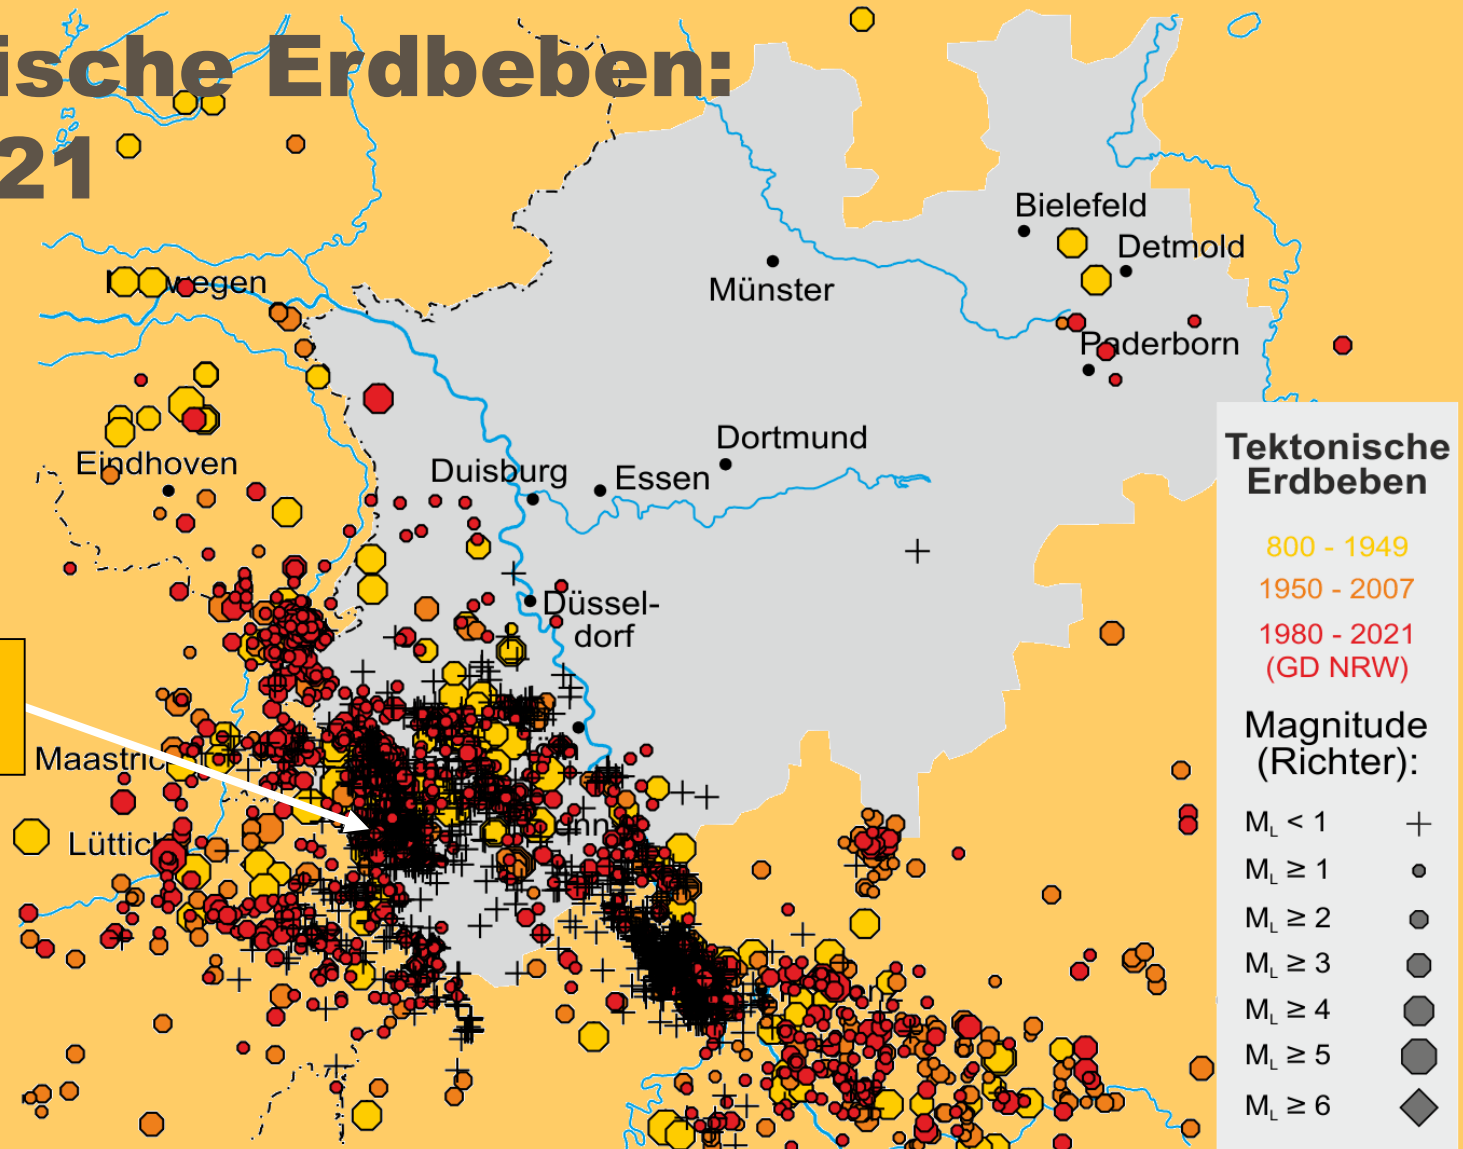 ische Erdbeben:
21
Bielefeld
Detmold
Münster
Paderborn
Dortmund
Duisburg
Essen
Eindhoven
Düssel-
dorf
Tektonische
Erdbeben
800 - 1949
1950 - 2007
1980 - 2021
(GD NRW)
Magnitude
(Richter):
ML < 1
ML ≥ 1
ML ≥ 2
ML ≥ 3
ML ≥ 4
ML ≥ 5
ML ≥ 6
Maastric
Lüttich